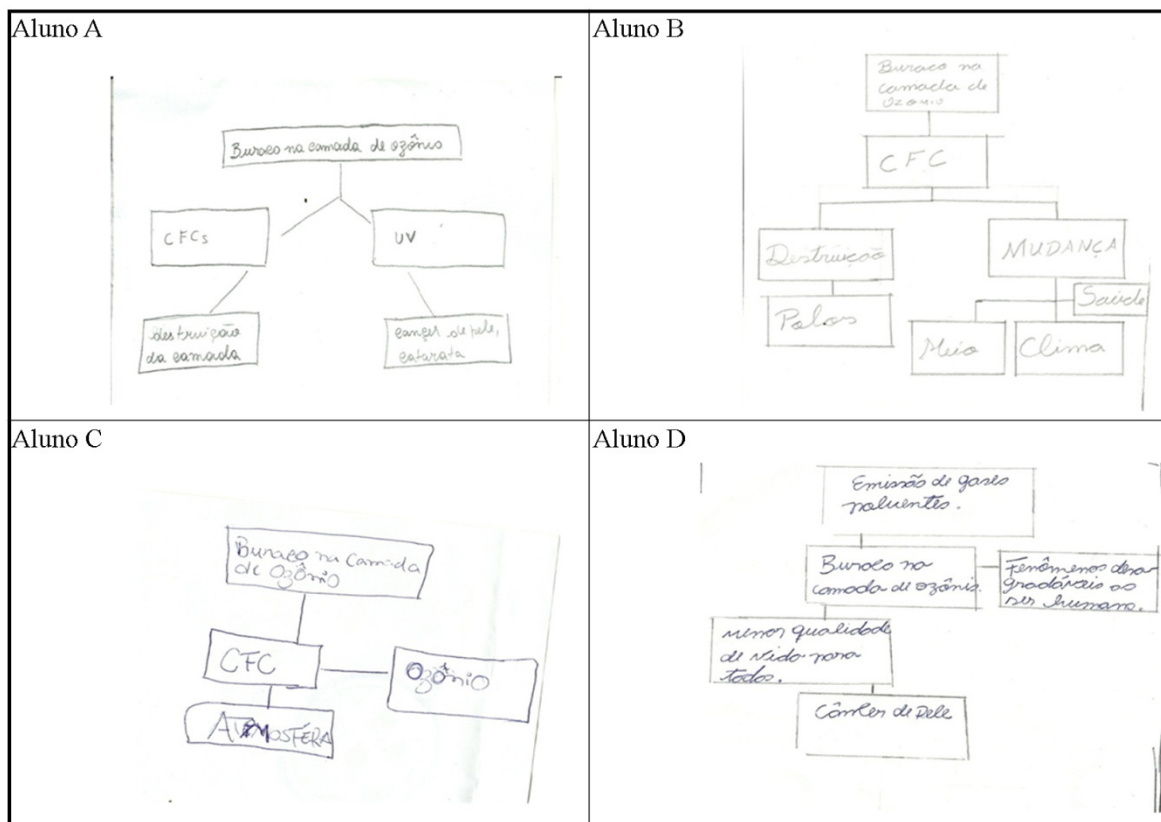 Aluno A
Buraco na camada de ozônio
CFCs
UV
destruição
da camada
cançer de pele,
catarata
Aluno B
Buraco na
camada de
Ozonio
CFC
Destruição
MUDANÇA
Polos
Saúde
Meio
Clima
Aluno C
Buraco na Camada
de Ozônio
CFC
Ozônio
ATMOSFÉRA
Aluno D
Emissão de gases
poluentes.
Buraco na
camada de ozônio.
Fenômenos desa-
gradáveis ao
ser humano.
menor qualidade
de vida para
todos.
Câncer de Pele